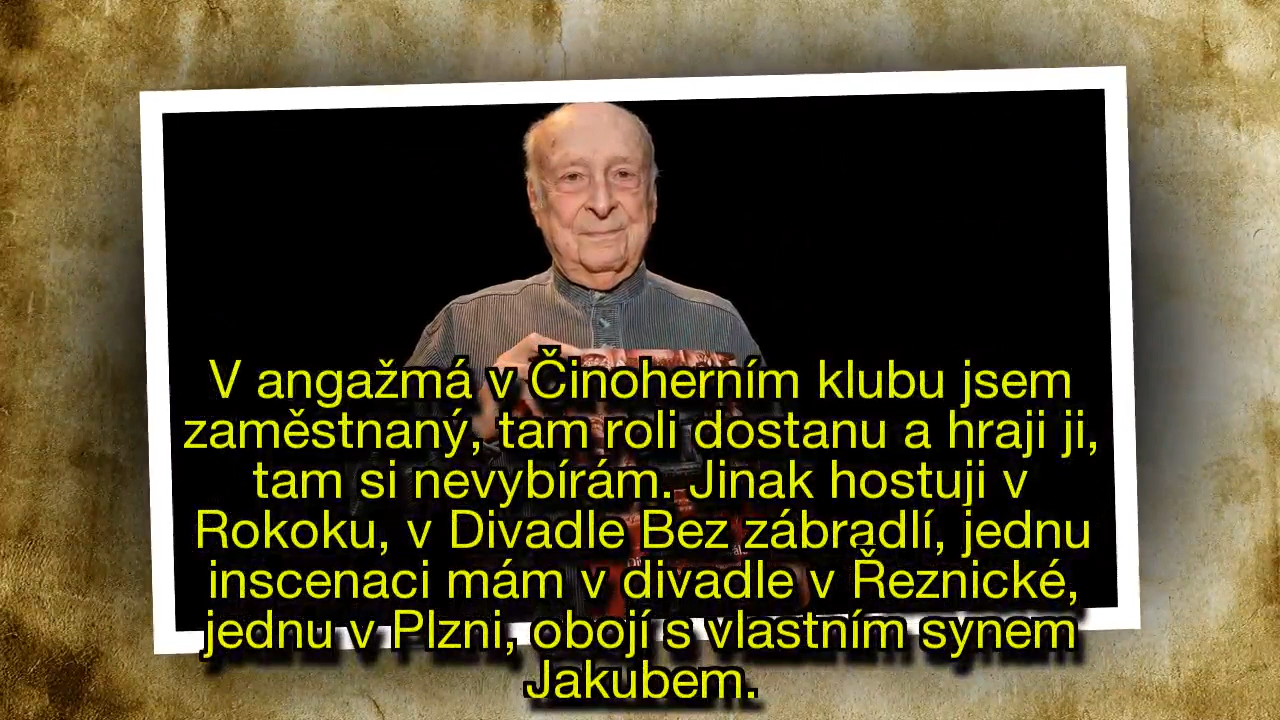 V angažmá v Činoherním klubu jsem
zaměstnaný, tam roli dostanu a hraji ji,
tam si nevybírám. Jinak hostuji v
Rokoku, v Divadle Bez zábradlí, jednu
inscenaci mám v divadle v Řeznické,
jednu v Plzni, obojí s vlastním synem
Jakubem.